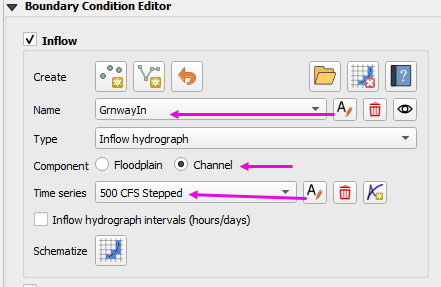 Boundary Condition Editor
Inflow
Create
Name GrnwayIn
Type Inflow hydrograph
Component Floodplain Channel
Time series 500 CFS Stepped
Inflow hydrograph intervals (hours/days)
Schematize